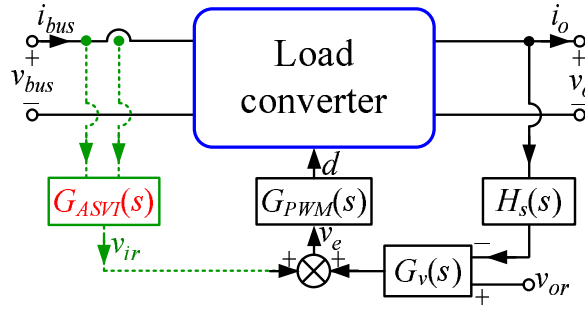 i_bus
i_o
+
+
v_bus
Load
converter
v_o
−
−
d
G_ASVI(s)
G_PWM(s)
H_s(s)
v_ir
v_e
+
+
G_v(s)
−
+
v_or